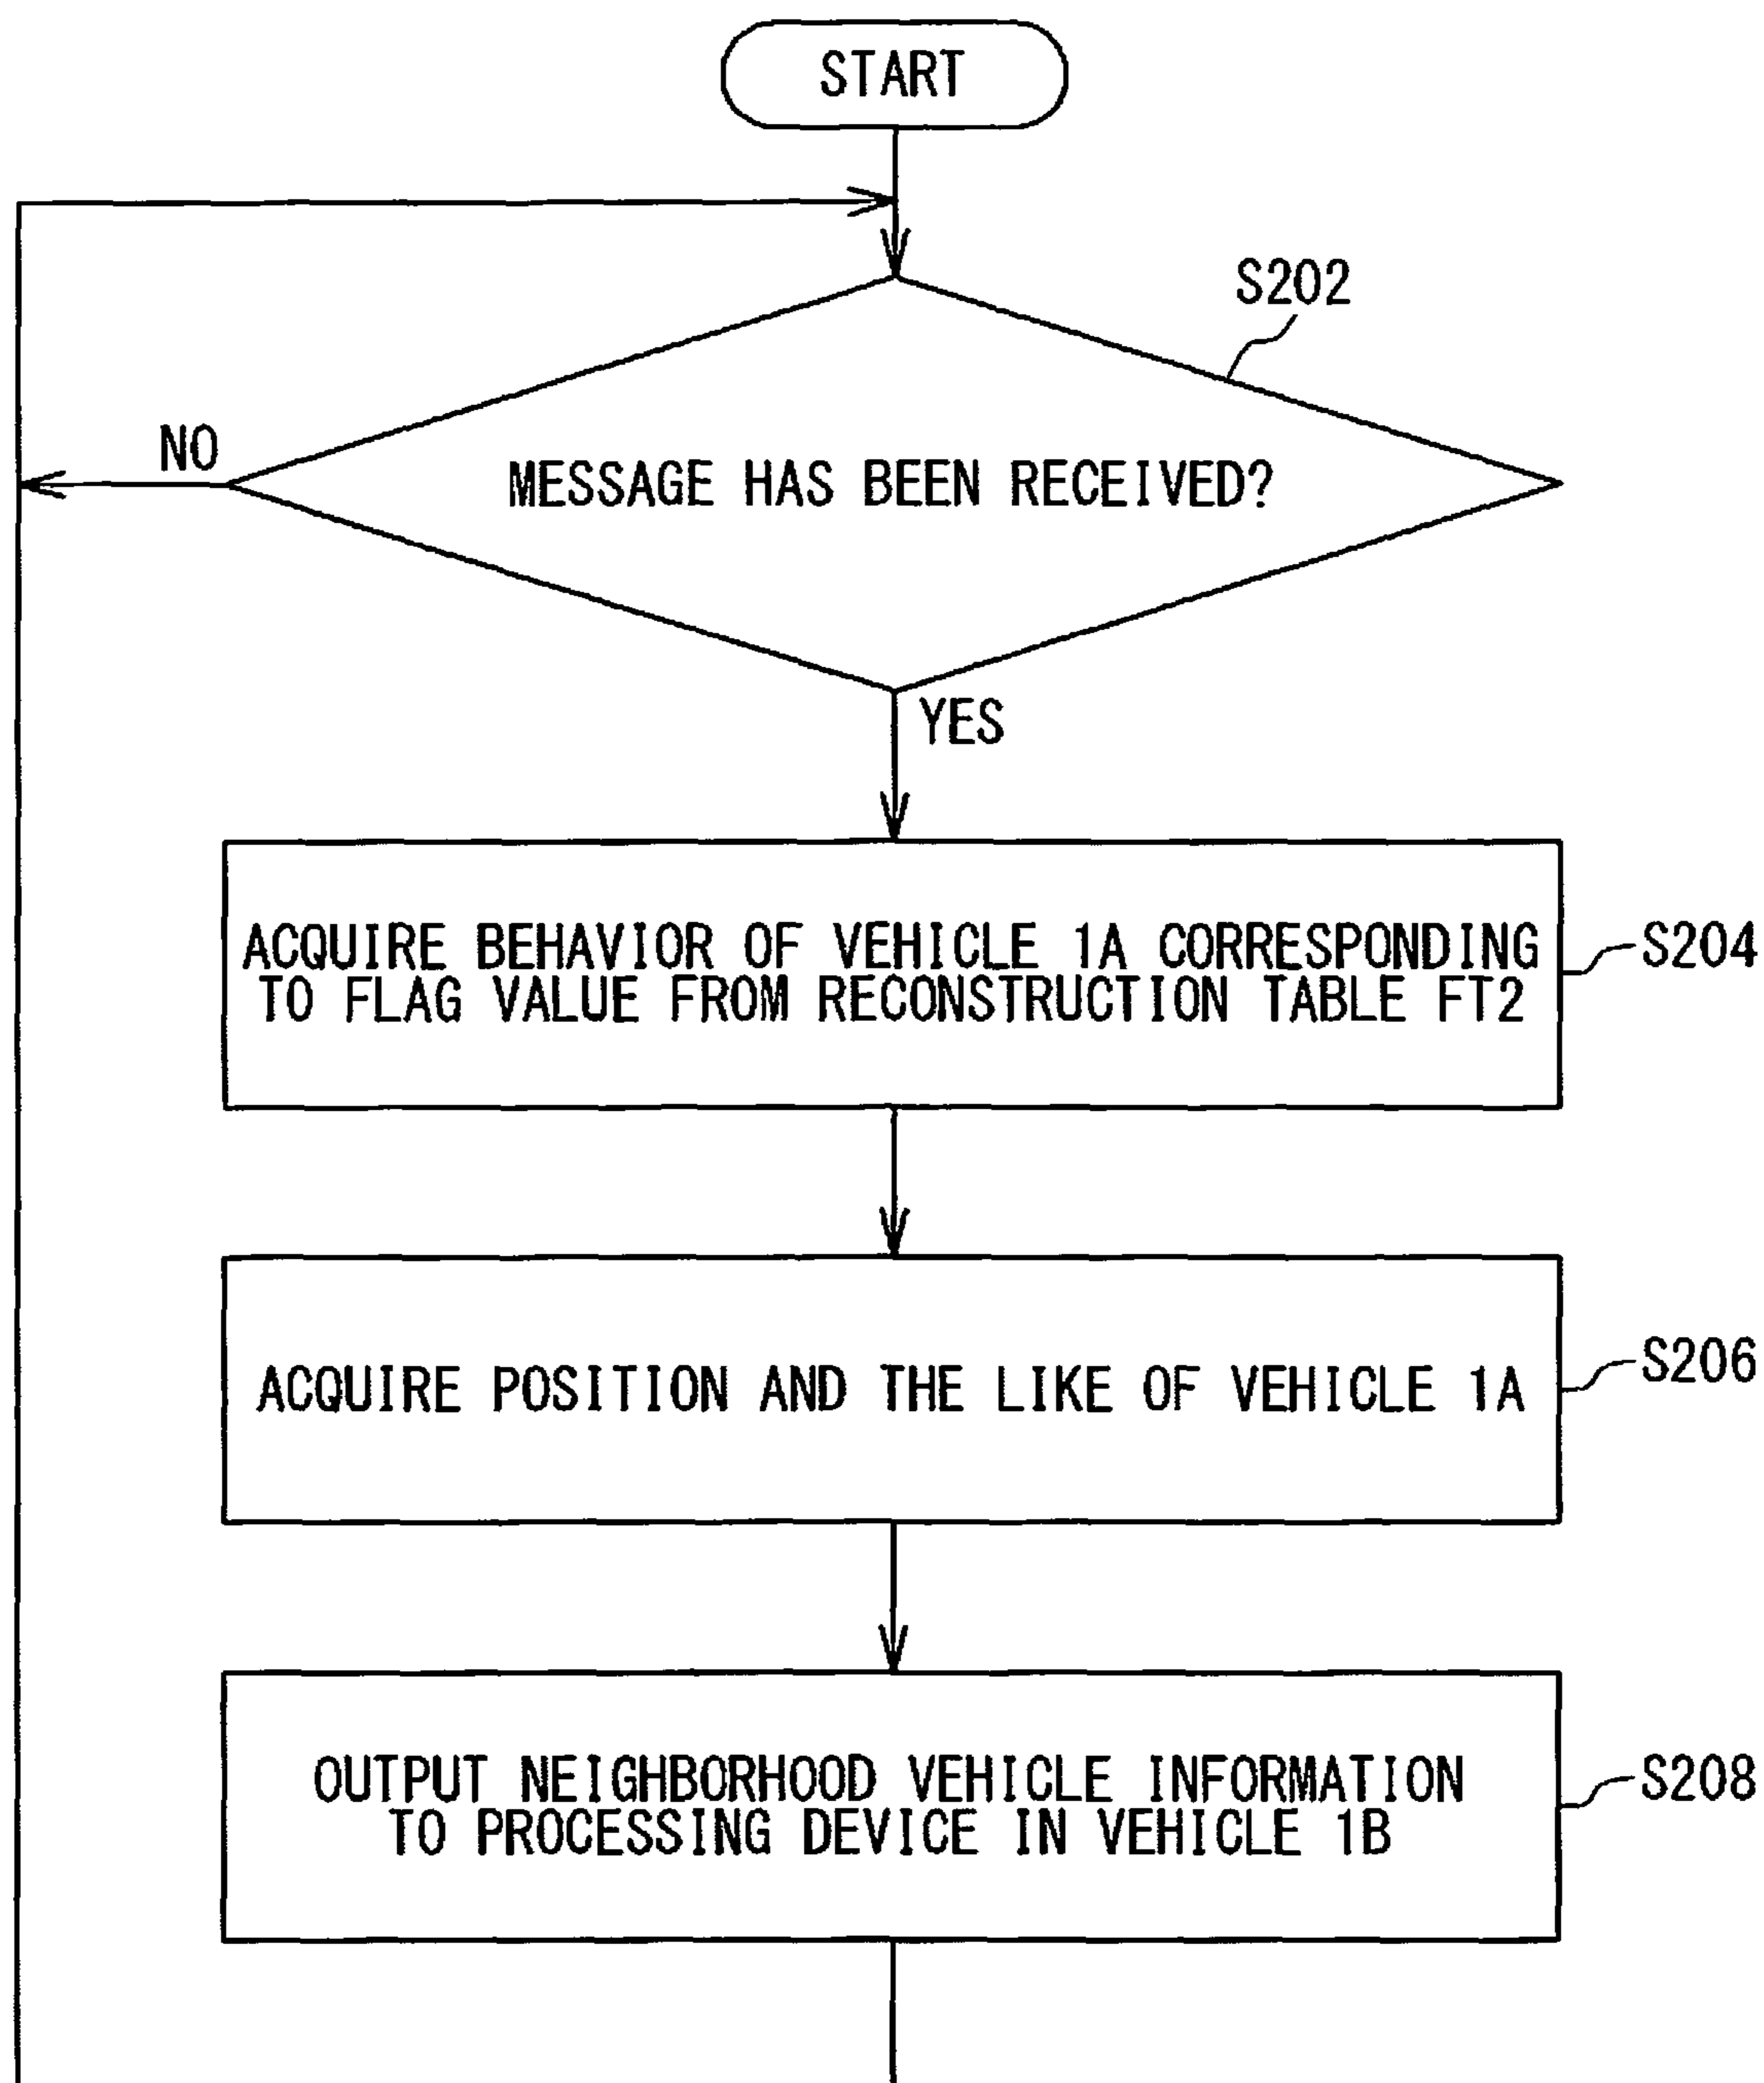 START
S202
NO
MESSAGE HAS BEEN RECEIVED?
YES
ACQUIRE BEHAVIOR OF VEHICLE 1A CORRESPONDING
TO FLAG VALUE FROM RECONSTRUCTION TABLE FT2
S204
ACQUIRE POSITION AND THE LIKE OF VEHICLE 1A
S206
OUTPUT NEIGHBORHOOD VEHICLE INFORMATION
TO PROCESSING DEVICE IN VEHICLE 1B
S208